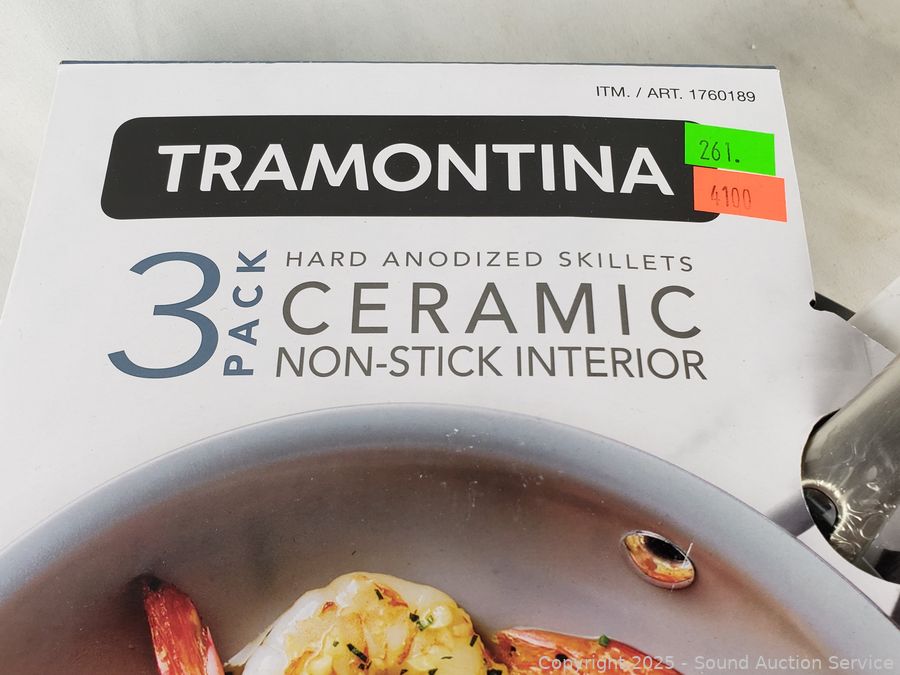 ITM. / ART. 1760189
TRAMONTINA
261.
4100
3 PACK
HARD ANODIZED SKILLETS
CERAMIC
NON-STICK INTERIOR
Copyright 2025 - Sound Auction Service